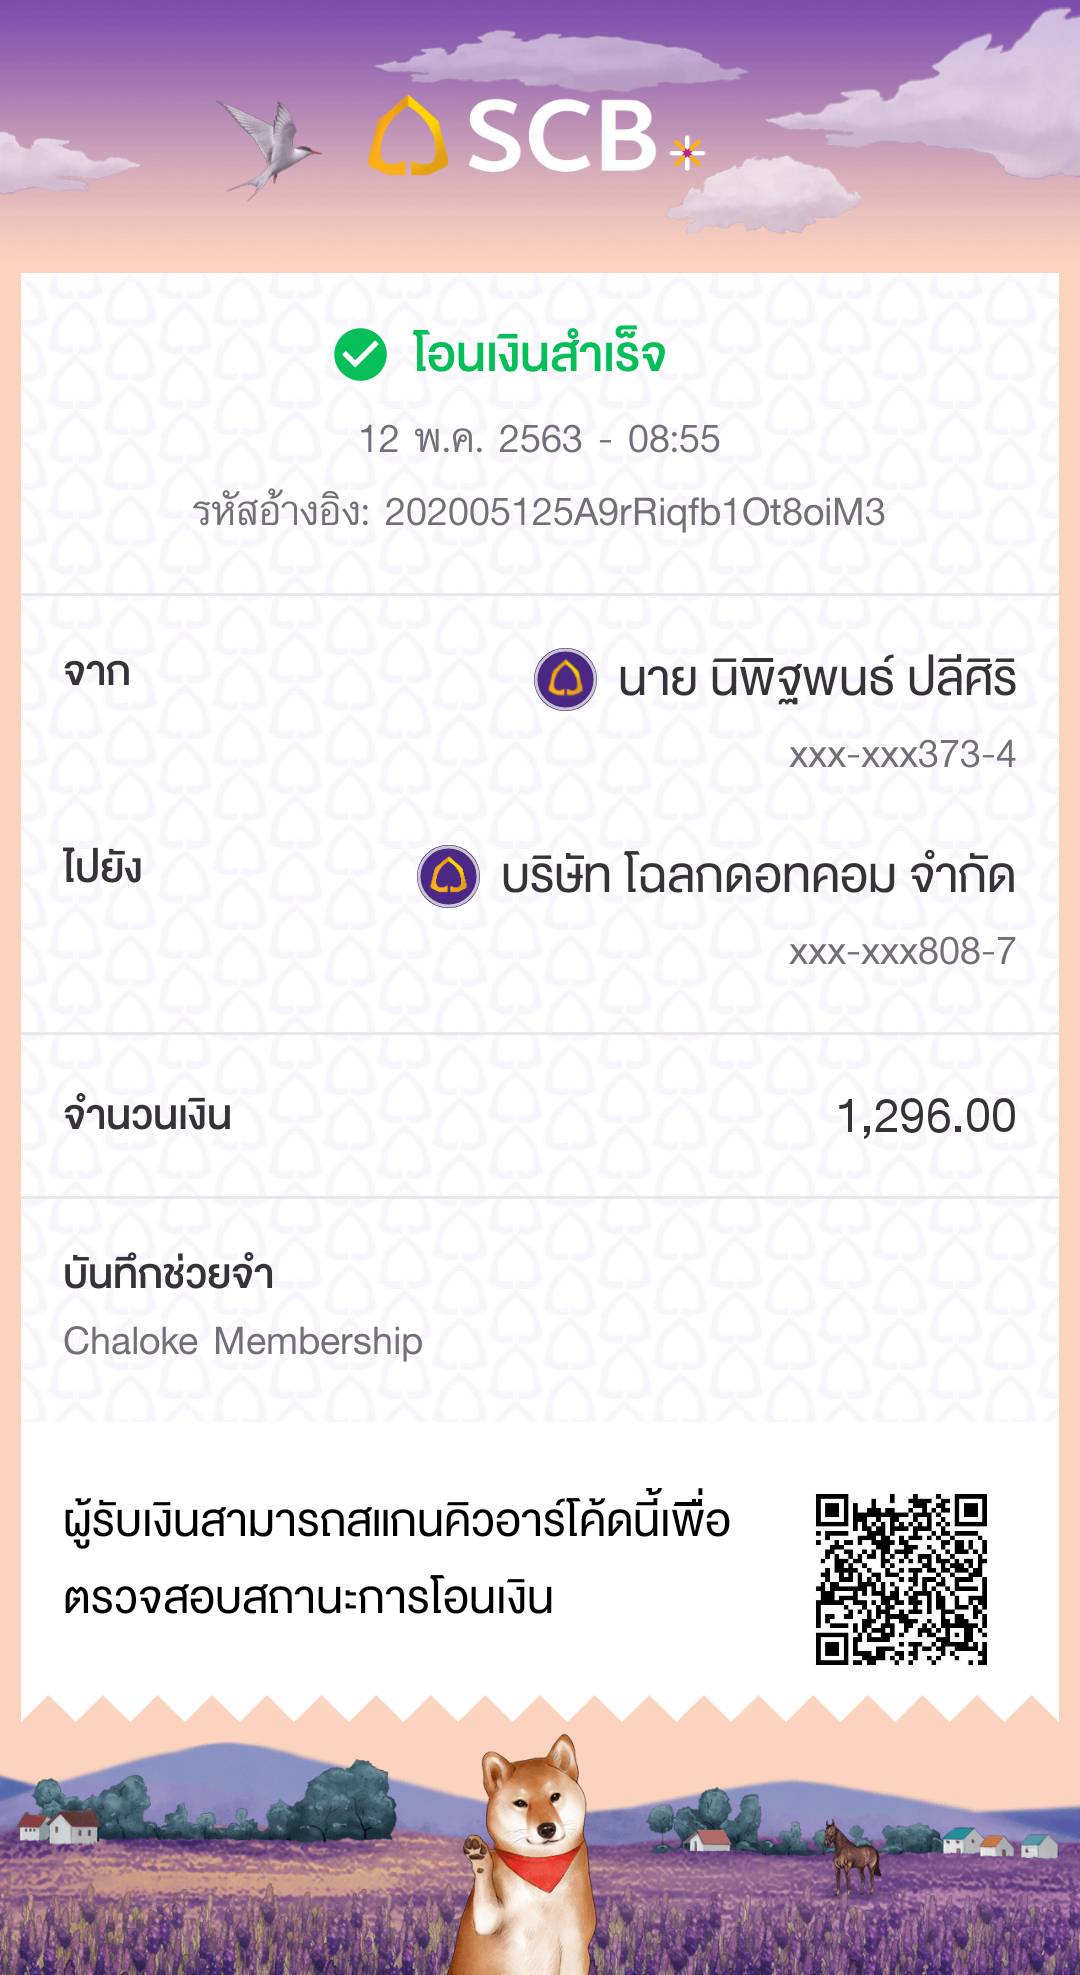 SCB
โอนเงินสำเร็จ
12 พ.ค. 2563 - 08:55
รหัสอ้างอิง: 202005125A9rRiqfb1Ot8oiM3
จาก
นาย นิพิฐพนธ์ ปลีศิริ
xxx-xxx373-4
ไปยัง
บริษัท โฉลกดอทคอม จำกัด
xxx-xxx808-7
จำนวนเงิน
1,296.00
บันทึกช่วยจำ
Chaloke Membership
ผู้รับเงินสามารถสแกนคิวอาร์โค้ดนี้เพื่อ
ตรวจสอบสถานะการโอนเงิน